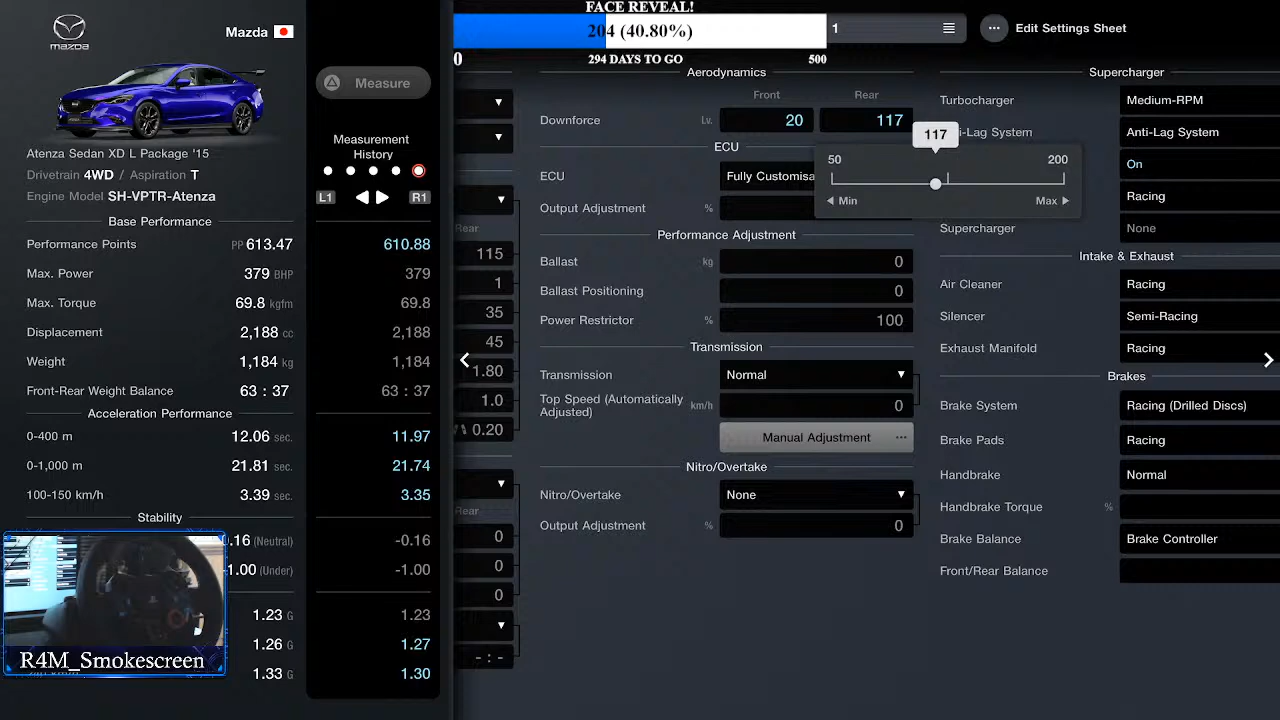 FACE REVEAL!
204 (40.80%)
0
294 DAYS TO GO
500
1
Edit Settings Sheet
mazda
Mazda
Atenza Sedan XD L Package '15
Drivetrain 4WD / Aspiration T
Engine Model SH-VPTR-Atenza
Measure
Measurement
History
L1
R1
Base Performance
Performance Points PP 613.47 610.88
Max. Power 379 BHP 379
Max. Torque 69.8 kgfm 69.8
Displacement 2,188 cc 2,188
Weight 1,184 kg 1,184
Front-Rear Weight Balance 63 : 37 63 : 37
Acceleration Performance
0-400 m 12.06 sec. 11.97
0-1,000 m 21.81 sec. 21.74
100-150 km/h 3.39 sec. 3.35
Stability
0.16 (Neutral) -0.16
1.00 (Under) -1.00
1.23 G 1.23
1.26 G 1.27
1.33 G 1.30
R4M_Smokescreen
Rear
115
1
35
45
1.80
1.0
0.20
Rear
0
0
0
- : -
Aerodynamics
Front Rear
Downforce Lv. 20 117
ECU
ECU Fully Customisa
Output Adjustment %
Performance Adjustment
Ballast kg 0
Ballast Positioning 0
Power Restrictor % 100
Transmission
Transmission Normal
Top Speed (Automatically
Adjusted) km/h 0
Manual Adjustment
Nitro/Overtake
Nitro/Overtake None
Output Adjustment % 0
117
50 200
Min Max
Supercharger
Turbocharger Medium-RPM
i-Lag System Anti-Lag System
On
Racing
Supercharger None
Intake & Exhaust
Air Cleaner Racing
Silencer Semi-Racing
Exhaust Manifold Racing
Brakes
Brake System Racing (Drilled Discs)
Brake Pads Racing
Handbrake Normal
Handbrake Torque %
Brake Balance Brake Controller
Front/Rear Balance